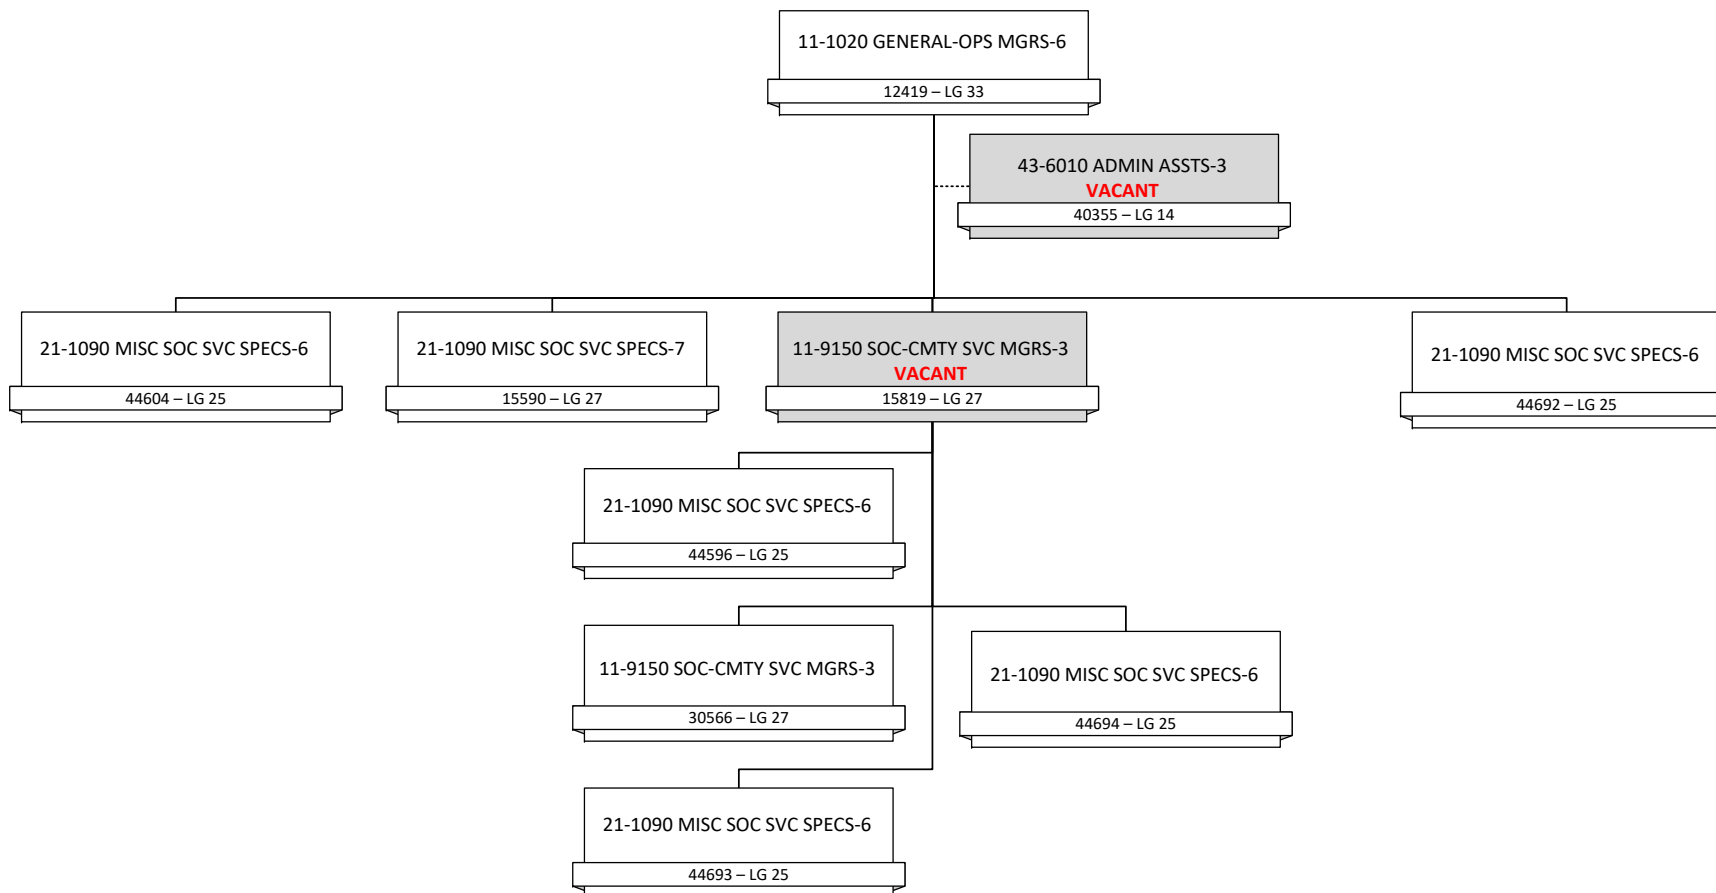 11-1020 GENERAL-OPS MGRS-6
12419 – LG 33
43-6010 ADMIN ASSTS-3
VACANT
40355 – LG 14
21-1090 MISC SOC SVC SPECS-6
44604 – LG 25
21-1090 MISC SOC SVC SPECS-7
15590 – LG 27
11-9150 SOC-CMTY SVC MGRS-3
VACANT
15819 – LG 27
21-1090 MISC SOC SVC SPECS-6
44692 – LG 25
21-1090 MISC SOC SVC SPECS-6
44596 – LG 25
11-9150 SOC-CMTY SVC MGRS-3
30566 – LG 27
21-1090 MISC SOC SVC SPECS-6
44694 – LG 25
21-1090 MISC SOC SVC SPECS-6
44693 – LG 25